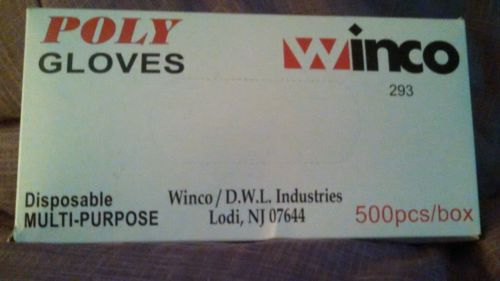 POLY
GLOVES
Winco
293
Disposable
MULTI-PURPOSE
Winco / D.W.L. Industries
Lodi, NJ 07644
500pcs/box